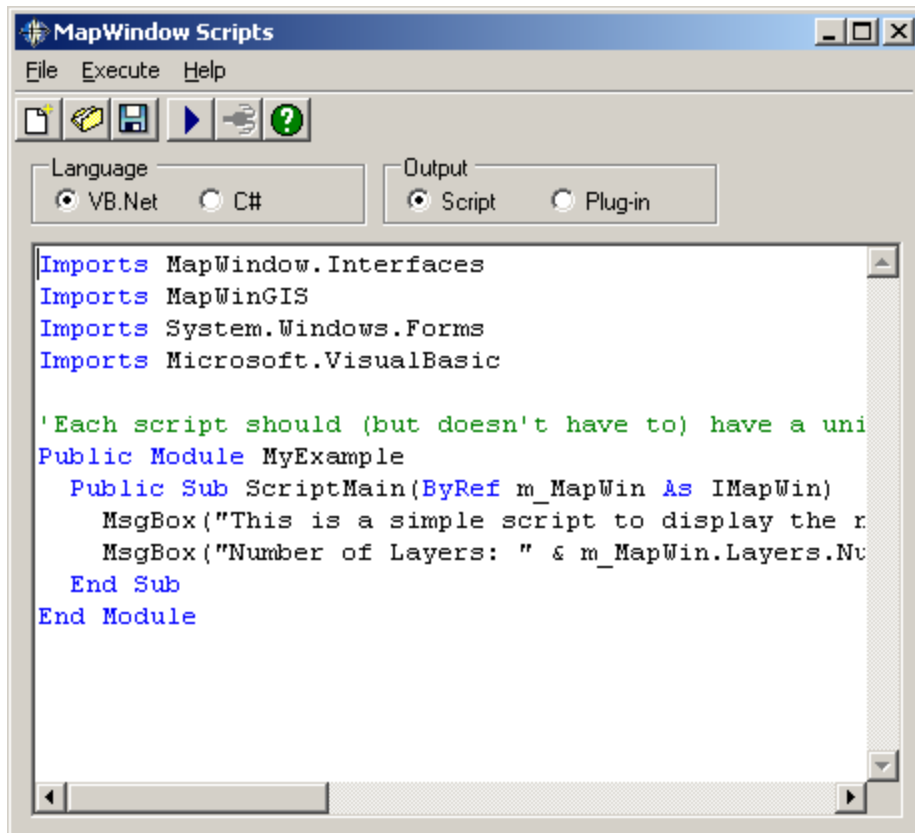 MapWindow Scripts
File Execute Help
Language
VB.Net C#
Output
Script Plug-in
Imports MapWindow.Interfaces
Imports MapWinGIS
Imports System.Windows.Forms
Imports Microsoft.VisualBasic
'Each script should (but doesn't have to) have a uni
Public Module MyExample
Public Sub ScriptMain(ByRef m_MapWin As IMapWin)
MsgBox("This is a simple script to display the
MsgBox("Number of Layers: " & m_MapWin.Layers.Nu
End Sub
End Module